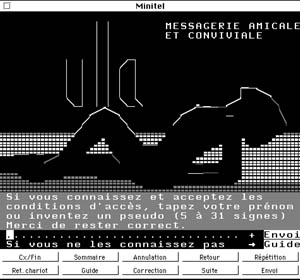 Minitel
MESSAGERIE AMICALE
ET CONVIVIALE
ulla
Si vous connaissez et acceptez les
conditions d'accès, tapez votre prénom
ou inventez un pseudo (5 à 31 signes)
Merci de rester correct.
. . . . . . . . . . . . . . . . . . . . . . . . . . . . . . . + Envoi
Si vous ne les connaissez pas → Guide
Cx/Fin Sommaire Annulation Retour Répétition
Ret. chariot Guide Correction Suite Envoi